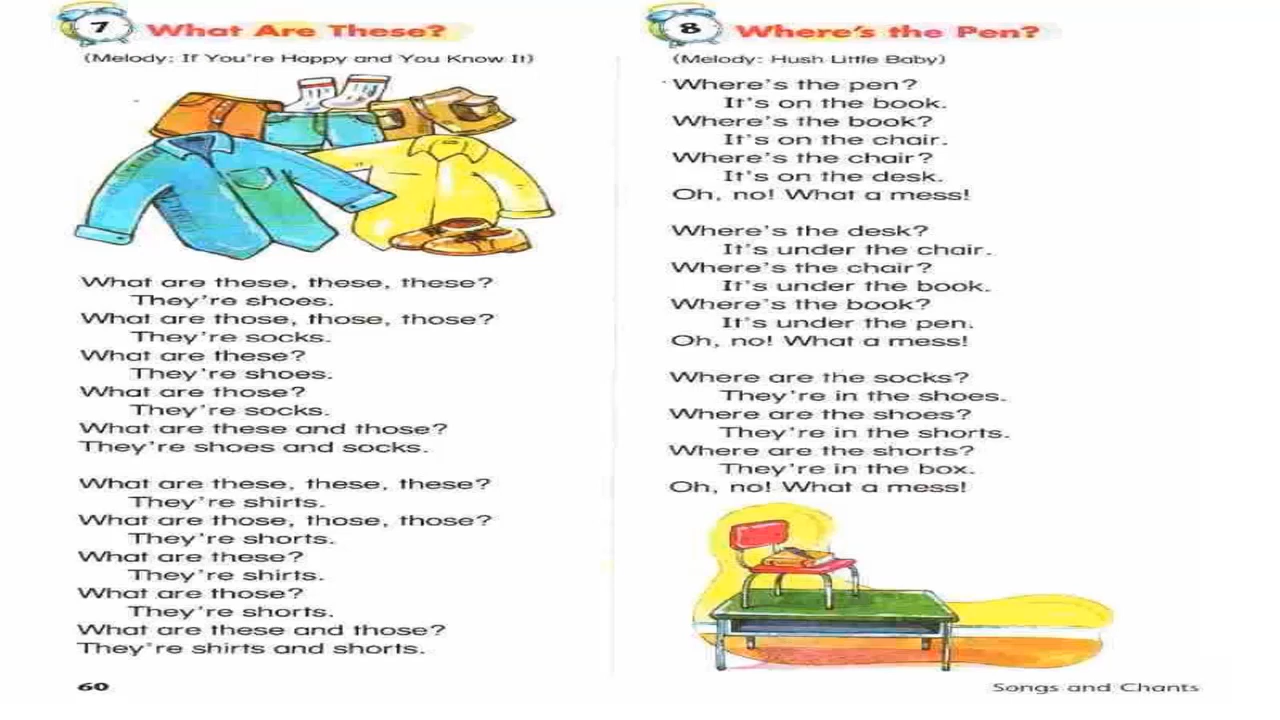 7 What Are These?
(Melody: If You're Happy and You Know It)
What are these, these, these?
They're shoes.
What are those, those, those?
They're socks.
What are these?
They're shoes.
What are those?
They're socks.
What are these and those?
They're shoes and socks.
What are these, these, these?
They're shirts.
What are those, those, those?
They're shorts.
What are these?
They're shirts.
What are those?
They're shorts.
What are these and those?
They're shirts and shorts.
60
8 Where's the Pen?
(Melody: Hush Little Baby)
Where's the pen?
It's on the book.
Where's the book?
It's on the chair.
Where's the chair?
It's on the desk.
Oh, no! What a mess!
Where's the desk?
It's under the chair.
Where's the chair?
It's under the book.
Where's the book?
It's under the pen.
Oh, no! What a mess!
Where are the socks?
They're in the shoes.
Where are the shoes?
They're in the shorts.
Where are the shorts?
They're in the box.
Oh, no! What a mess!
Songs and Chants